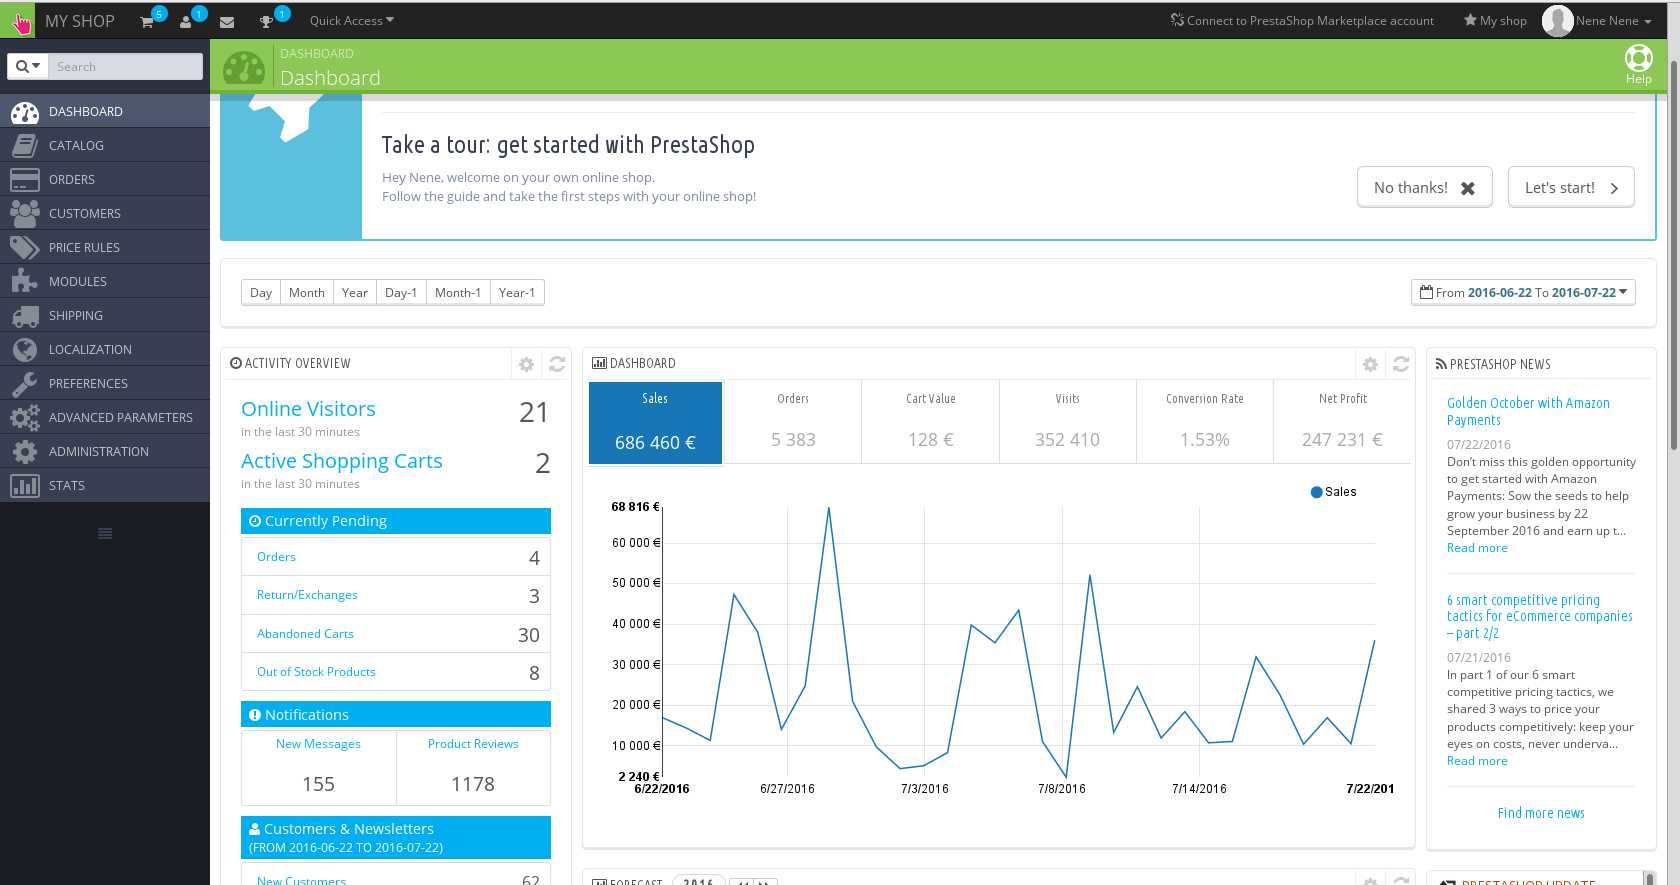 MY SHOP
5
1
1
Quick Access
Connect to PrestaShop Marketplace account
My shop
Nene Nene
Search
DASHBOARD
CATALOG
ORDERS
CUSTOMERS
PRICE RULES
MODULES
SHIPPING
LOCALIZATION
PREFERENCES
ADVANCED PARAMETERS
ADMINISTRATION
STATS
DASHBOARD
Dashboard
Help
Take a tour: get started with PrestaShop
Hey Nene, welcome on your own online shop.
Follow the guide and take the first steps with your online shop!
No thanks!
Let's start!
Day Month Year Day-1 Month-1 Year-1
From 2016-06-22 To 2016-07-22
ACTIVITY OVERVIEW
Online Visitors 21
in the last 30 minutes
Active Shopping Carts 2
in the last 30 minutes
Currently Pending
Orders 4
Return/Exchanges 3
Abandoned Carts 30
Out of Stock Products 8
Notifications
New Messages Product Reviews
155 1178
Customers & Newsletters
(FROM 2016-06-22 TO 2016-07-22)
New Customers 62
DASHBOARD
Sales Orders Cart Value Visits Conversion Rate Net Profit
686 460 € 5 383 128 € 352 410 1.53% 247 231 €
Sales
68 816 €
60 000 €
50 000 €
40 000 €
30 000 €
20 000 €
10 000 €
2 240 €
6/22/2016 6/27/2016 7/3/2016 7/8/2016 7/14/2016 7/22/201
FORECAST 2016
PRESTASHOP NEWS
Golden October with Amazon
Payments
07/22/2016
Don’t miss this golden opportunity
to get started with Amazon
Payments: Sow the seeds to help
grow your business by 22
September 2016 and earn up t...
Read more
6 smart competitive pricing
tactics for eCommerce companies
– part 2/2
07/21/2016
In part 1 of our 6 smart
competitive pricing tactics, we
shared 3 ways to price your
products competitively: keep your
eyes on costs, never underva...
Read more
Find more news
PRESTASHOP UPDATE